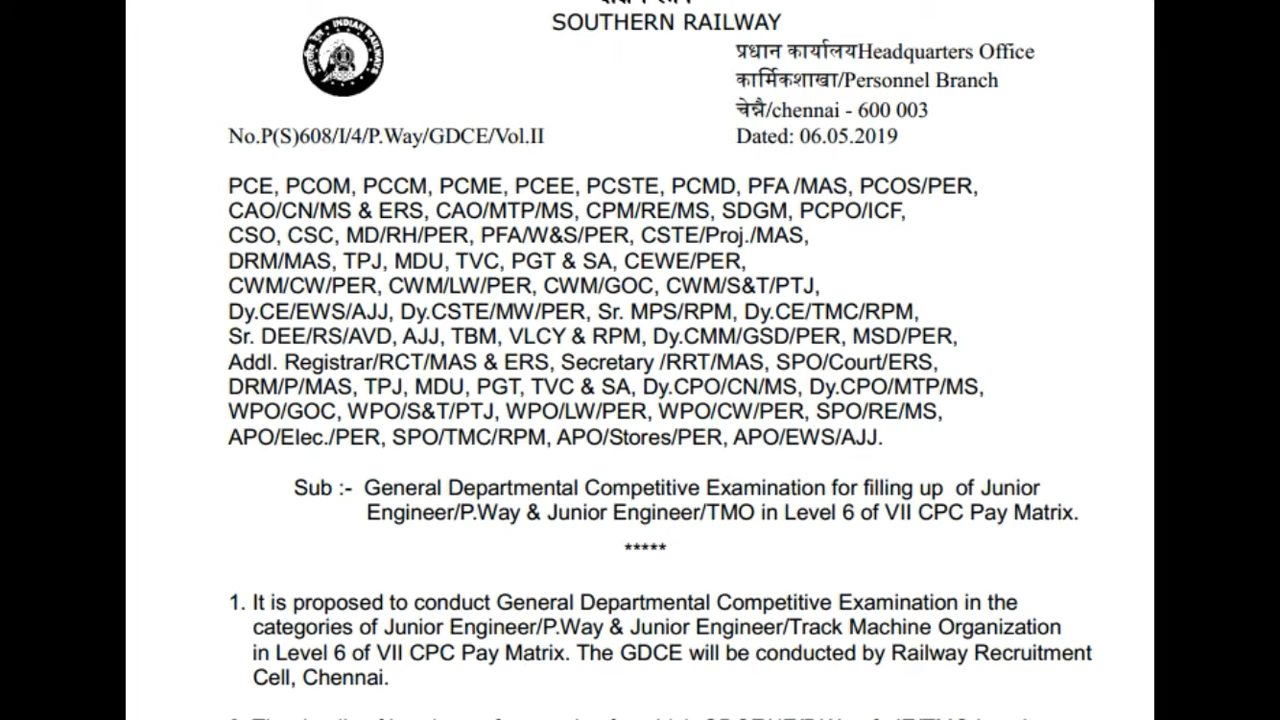 SOUTHERN RAILWAY
INDIAN RAILWAYS
प्रधान कार्यालयHeadquarters Office
कार्मिकशाखा/Personnel Branch
चेन्नै/chennai - 600 003
No.P(S)608/I/4/P.Way/GDCE/Vol.II
Dated: 06.05.2019
PCE, PCOM, PCCM, PCME, PCEE, PCSTE, PCMD, PFA /MAS, PCOS/PER,
CAO/CN/MS & ERS, CAO/MTP/MS, CPM/RE/MS, SDGM, PCPO/ICF,
CSO, CSC, MD/RH/PER, PFA/W&S/PER, CSTE/Proj./MAS,
DRM/MAS, TPJ, MDU, TVC, PGT & SA, CEWE/PER,
CWM/CW/PER, CWM/LW/PER, CWM/GOC, CWM/S&T/PTJ,
Dy.CE/EWS/AJJ, Dy.CSTE/MW/PER, Sr. MPS/RPM, Dy.CE/TMC/RPM,
Sr. DEE/RS/AVD, AJJ, TBM, VLCY & RPM, Dy.CMM/GSD/PER, MSD/PER,
Addl. Registrar/RCT/MAS & ERS, Secretary /RRT/MAS, SPO/Court/ERS,
DRM/P/MAS, TPJ, MDU, PGT, TVC & SA, Dy.CPO/CN/MS, Dy.CPO/MTP/MS,
WPO/GOC, WPO/S&T/PTJ, WPO/LW/PER, WPO/CW/PER, SPO/RE/MS,
APO/Elec./PER, SPO/TMC/RPM, APO/Stores/PER, APO/EWS/AJJ.
Sub :- General Departmental Competitive Examination for filling up of Junior
Engineer/P.Way & Junior Engineer/TMO in Level 6 of VII CPC Pay Matrix.
*****
1. It is proposed to conduct General Departmental Competitive Examination in the
categories of Junior Engineer/P.Way & Junior Engineer/Track Machine Organization
in Level 6 of VII CPC Pay Matrix. The GDCE will be conducted by Railway Recruitment
Cell, Chennai.